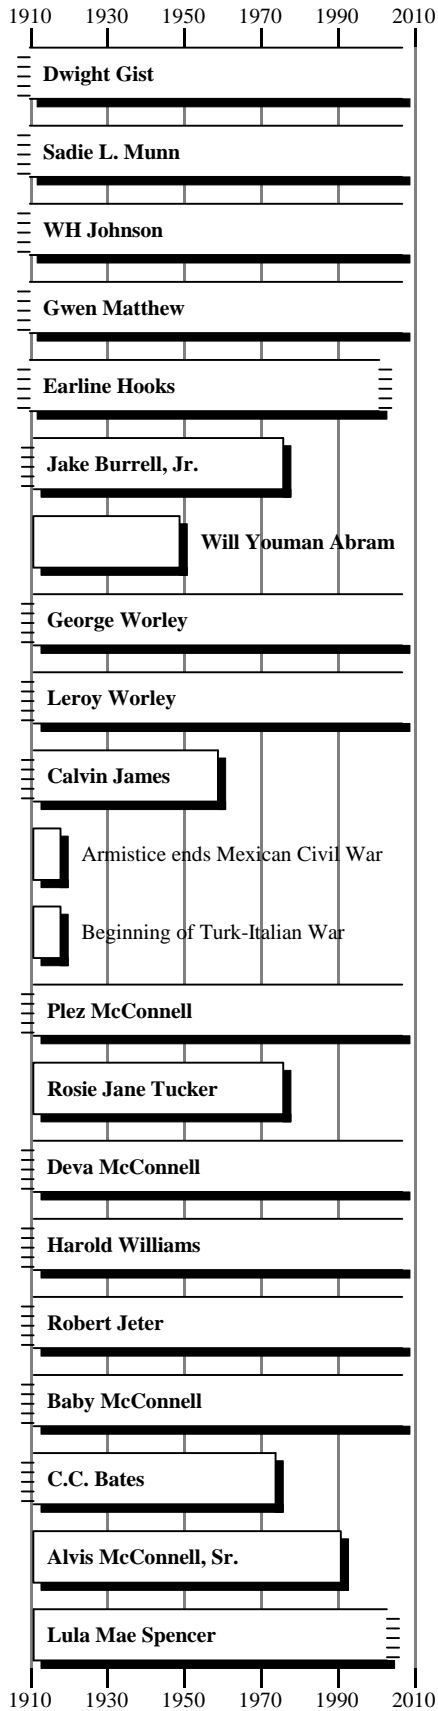 1910 1930 1950 1970 1990 2010
Dwight Gist
Sadie L. Munn
WH Johnson
Gwen Matthew
Earline Hooks
Jake Burrell, Jr.
Will Youman Abram
George Worley
Leroy Worley
Calvin James
Armistice ends Mexican Civil War
Beginning of Turk-Italian War
Plez McConnell
Rosie Jane Tucker
Deva McConnell
Harold Williams
Robert Jeter
Baby McConnell
C.C. Bates
Alvis McConnell, Sr.
Lula Mae Spencer
1910 1930 1950 1970 1990 2010